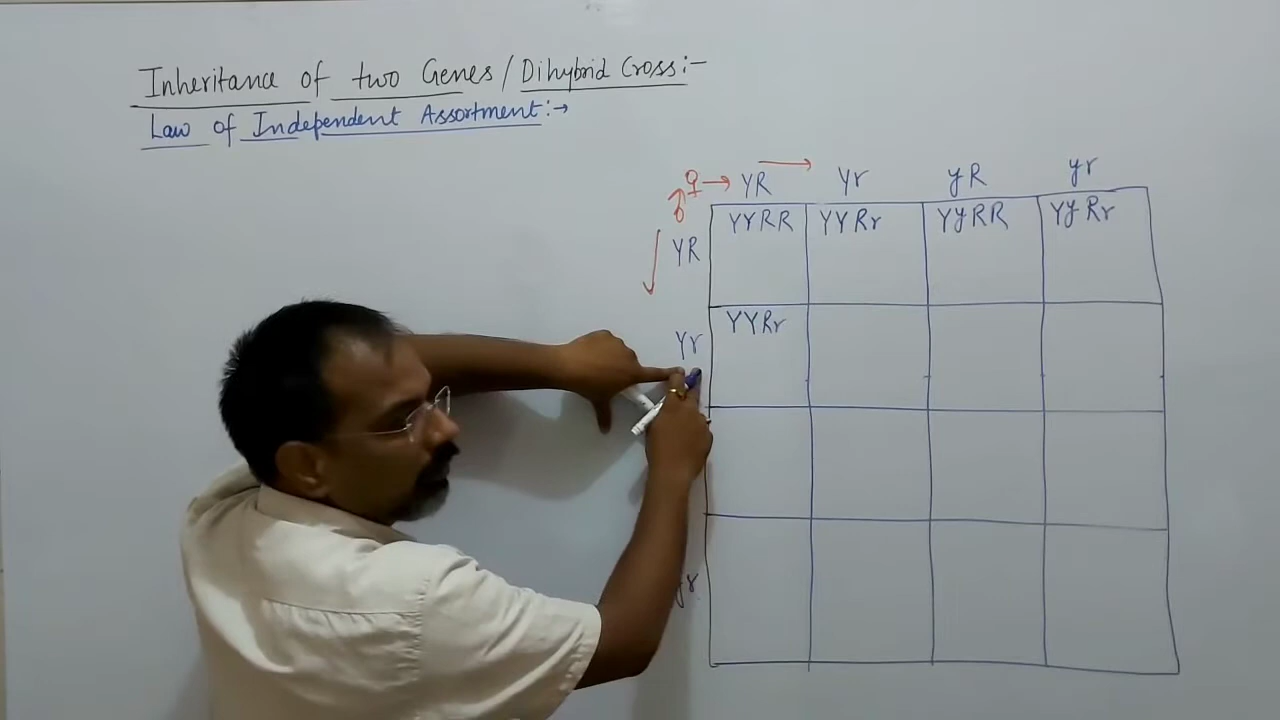 Inheritance of two Genes / Dihybrid Cross:-
Law of Independent Assortment:→
♀ → YR → Yr yR yr
♂ YR YYRR YYRr YyRR YyRr
Yr YYRr